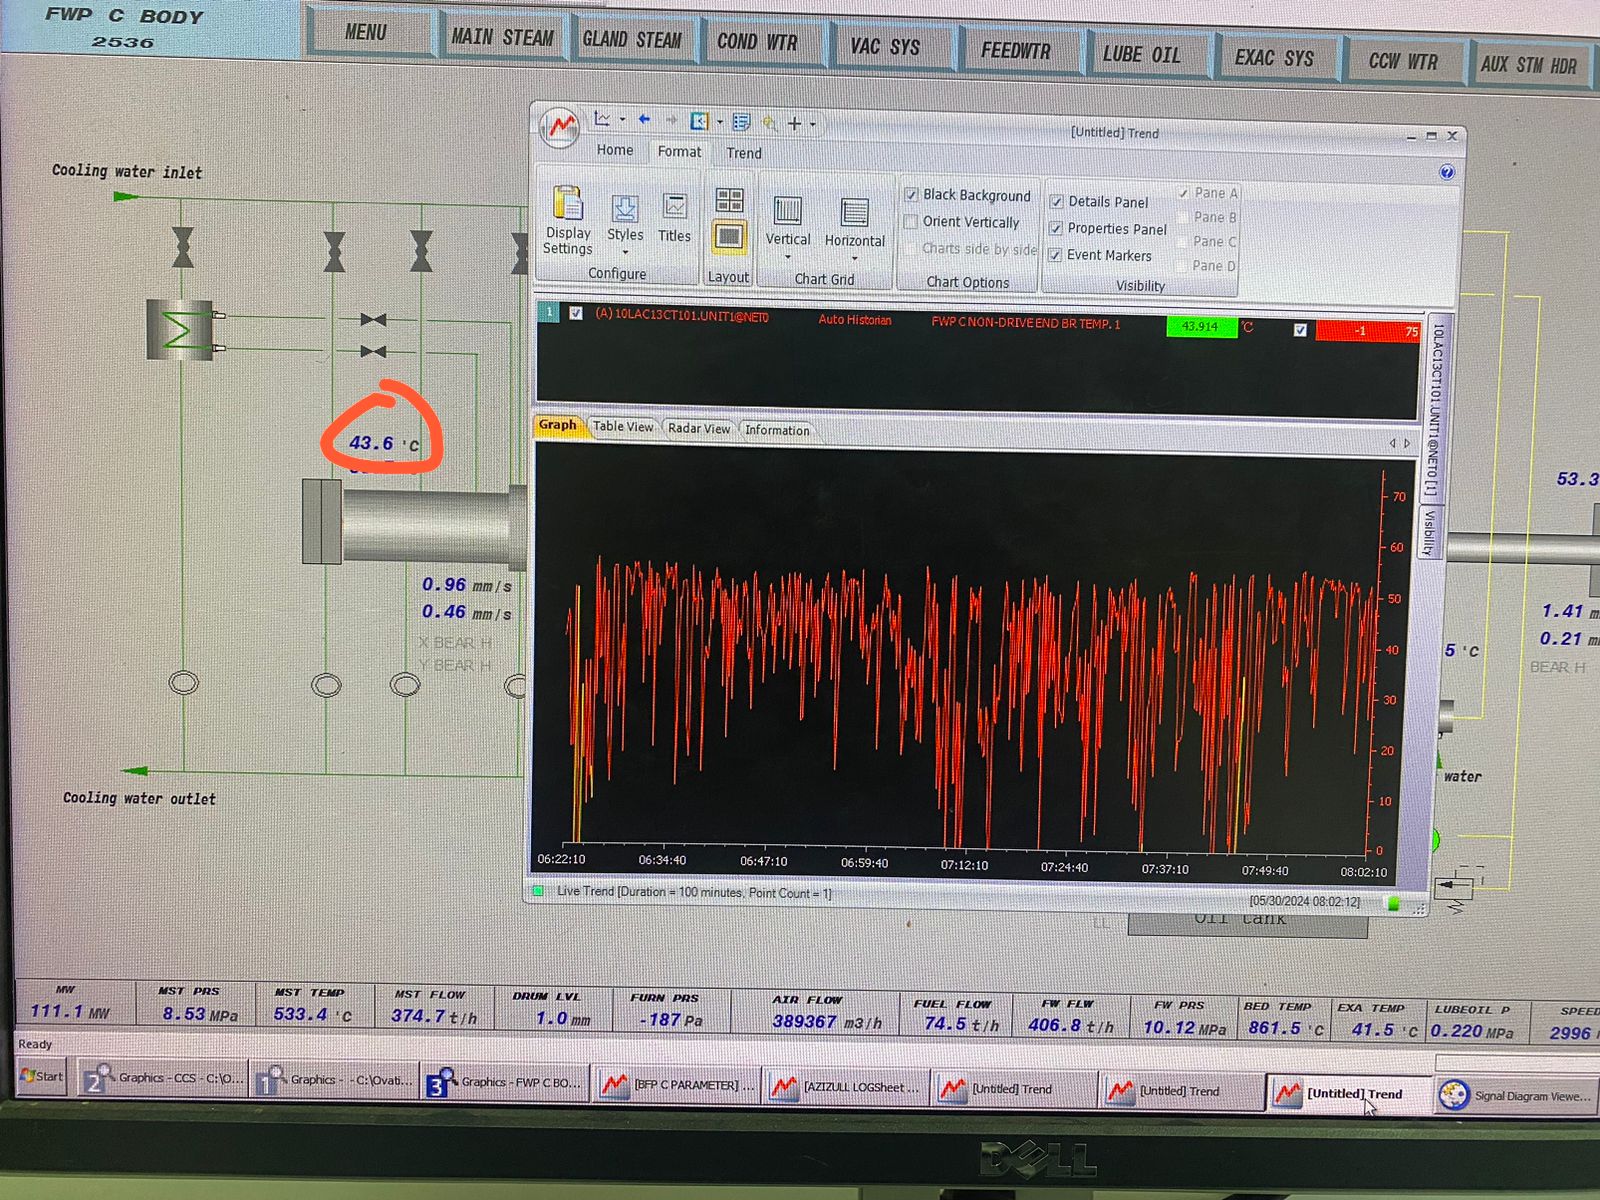 FWP C BODY
2536
MENU
MAIN STEAM
GLAND STEAM
COND WTR
VAC SYS
FEEDWTR
LUBE OIL
EXAC SYS
CCW WTR
AUX STM HDR
[Untitled] Trend
Home
Format
Trend
Display Settings
Styles
Titles
Configure
Layout
Vertical
Horizontal
Chart Grid
Black Background
Orient Vertically
Charts side by side
Chart Options
Details Panel
Properties Panel
Event Markers
Pane A
Pane B
Pane C
Pane D
Visibility
1 (A) 10LAC13CT101.UNIT1@NET0 Auto Historian FWP C NON-DRIVE END BR TEMP. 1 43.914 °C -1 75
10LAC13CT101.UNIT1@NET0 [1]
Visibility
Graph
Table View
Radar View
Information
70
60
50
40
30
20
10
0
06:22:10
06:34:40
06:47:10
06:59:40
07:12:10
07:24:40
07:37:10
07:49:40
08:02:10
Live Trend [Duration = 100 minutes, Point Count = 1]
[05/30/2024 08:02:12]
Cooling water inlet
43.6 'C
0.96 mm/s
0.46 mm/s
X BEAR H
Y BEAR H
Cooling water outlet
53.3
1.41
0.21
5 'C
BEAR H
water
LL
Oil tank
MW
111.1 MW
MST PRS
8.53 MPa
MST TEMP
533.4 'C
MST FLOW
374.7 t/h
DRUM LVL
1.0 mm
FURN PRS
-187 Pa
AIR FLOW
389367 m3/h
FUEL FLOW
74.5 t/h
FW FLW
406.8 t/h
FW PRS
10.12 MPa
BED TEMP
861.5 'C
EXA TEMP
41.5 'C
LUBEOIL P
0.220 MPa
SPEED
2996
Ready
Start
2 Graphics - CCS - C:\O...
1 Graphics - - C:\Ovati...
3 Graphics - FWP C BO...
[BFP C PARAMETER] ...
[AZIZULL LOGSheet ...
[Untitled] Trend
[Untitled] Trend
[Untitled] Trend
Signal Diagram Viewe...
DELL